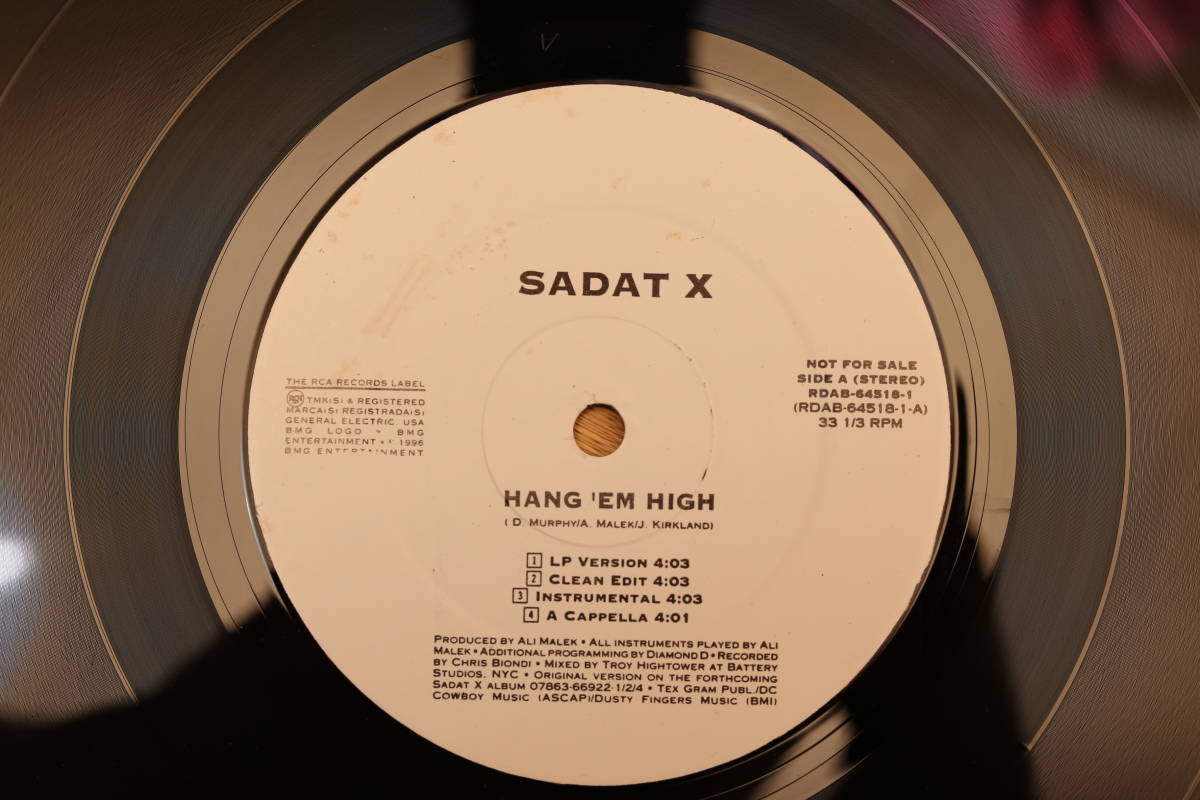 SADAT X
THE RCA RECORDS LABEL
TMK(S) & REGISTERED
MARCA(S) REGISTRADA(S)
GENERAL ELECTRIC, USA
BMG LOGO BMG
ENTERTAINMENT • 1996
BMG ENTERTAINMENT
NOT FOR SALE
SIDE A (STEREO)
RDAB-64518-1
(RDAB-64518-1-A)
33 1/3 RPM
HANG 'EM HIGH
(D. MURPHY/A. MALEK/J. KIRKLAND)
1 LP VERSION 4:03
2 CLEAN EDIT 4:03
3 INSTRUMENTAL 4:03
4 A CAPPELLA 4:01
PRODUCED BY ALI MALEK • ALL INSTRUMENTS PLAYED BY ALI
MALEK • ADDITIONAL PROGRAMMING BY DIAMOND D • RECORDED
BY CHRIS BIONDI • MIXED BY TROY HIGHTOWER AT BATTERY
STUDIOS, NYC • ORIGINAL VERSION ON THE FORTHCOMING
SADAT X ALBUM 07863-66922-1/2/4 • TEX GRAM PUBL./DC
COWBOY MUSIC (ASCAP)/DUSTY FINGERS MUSIC (BMI)